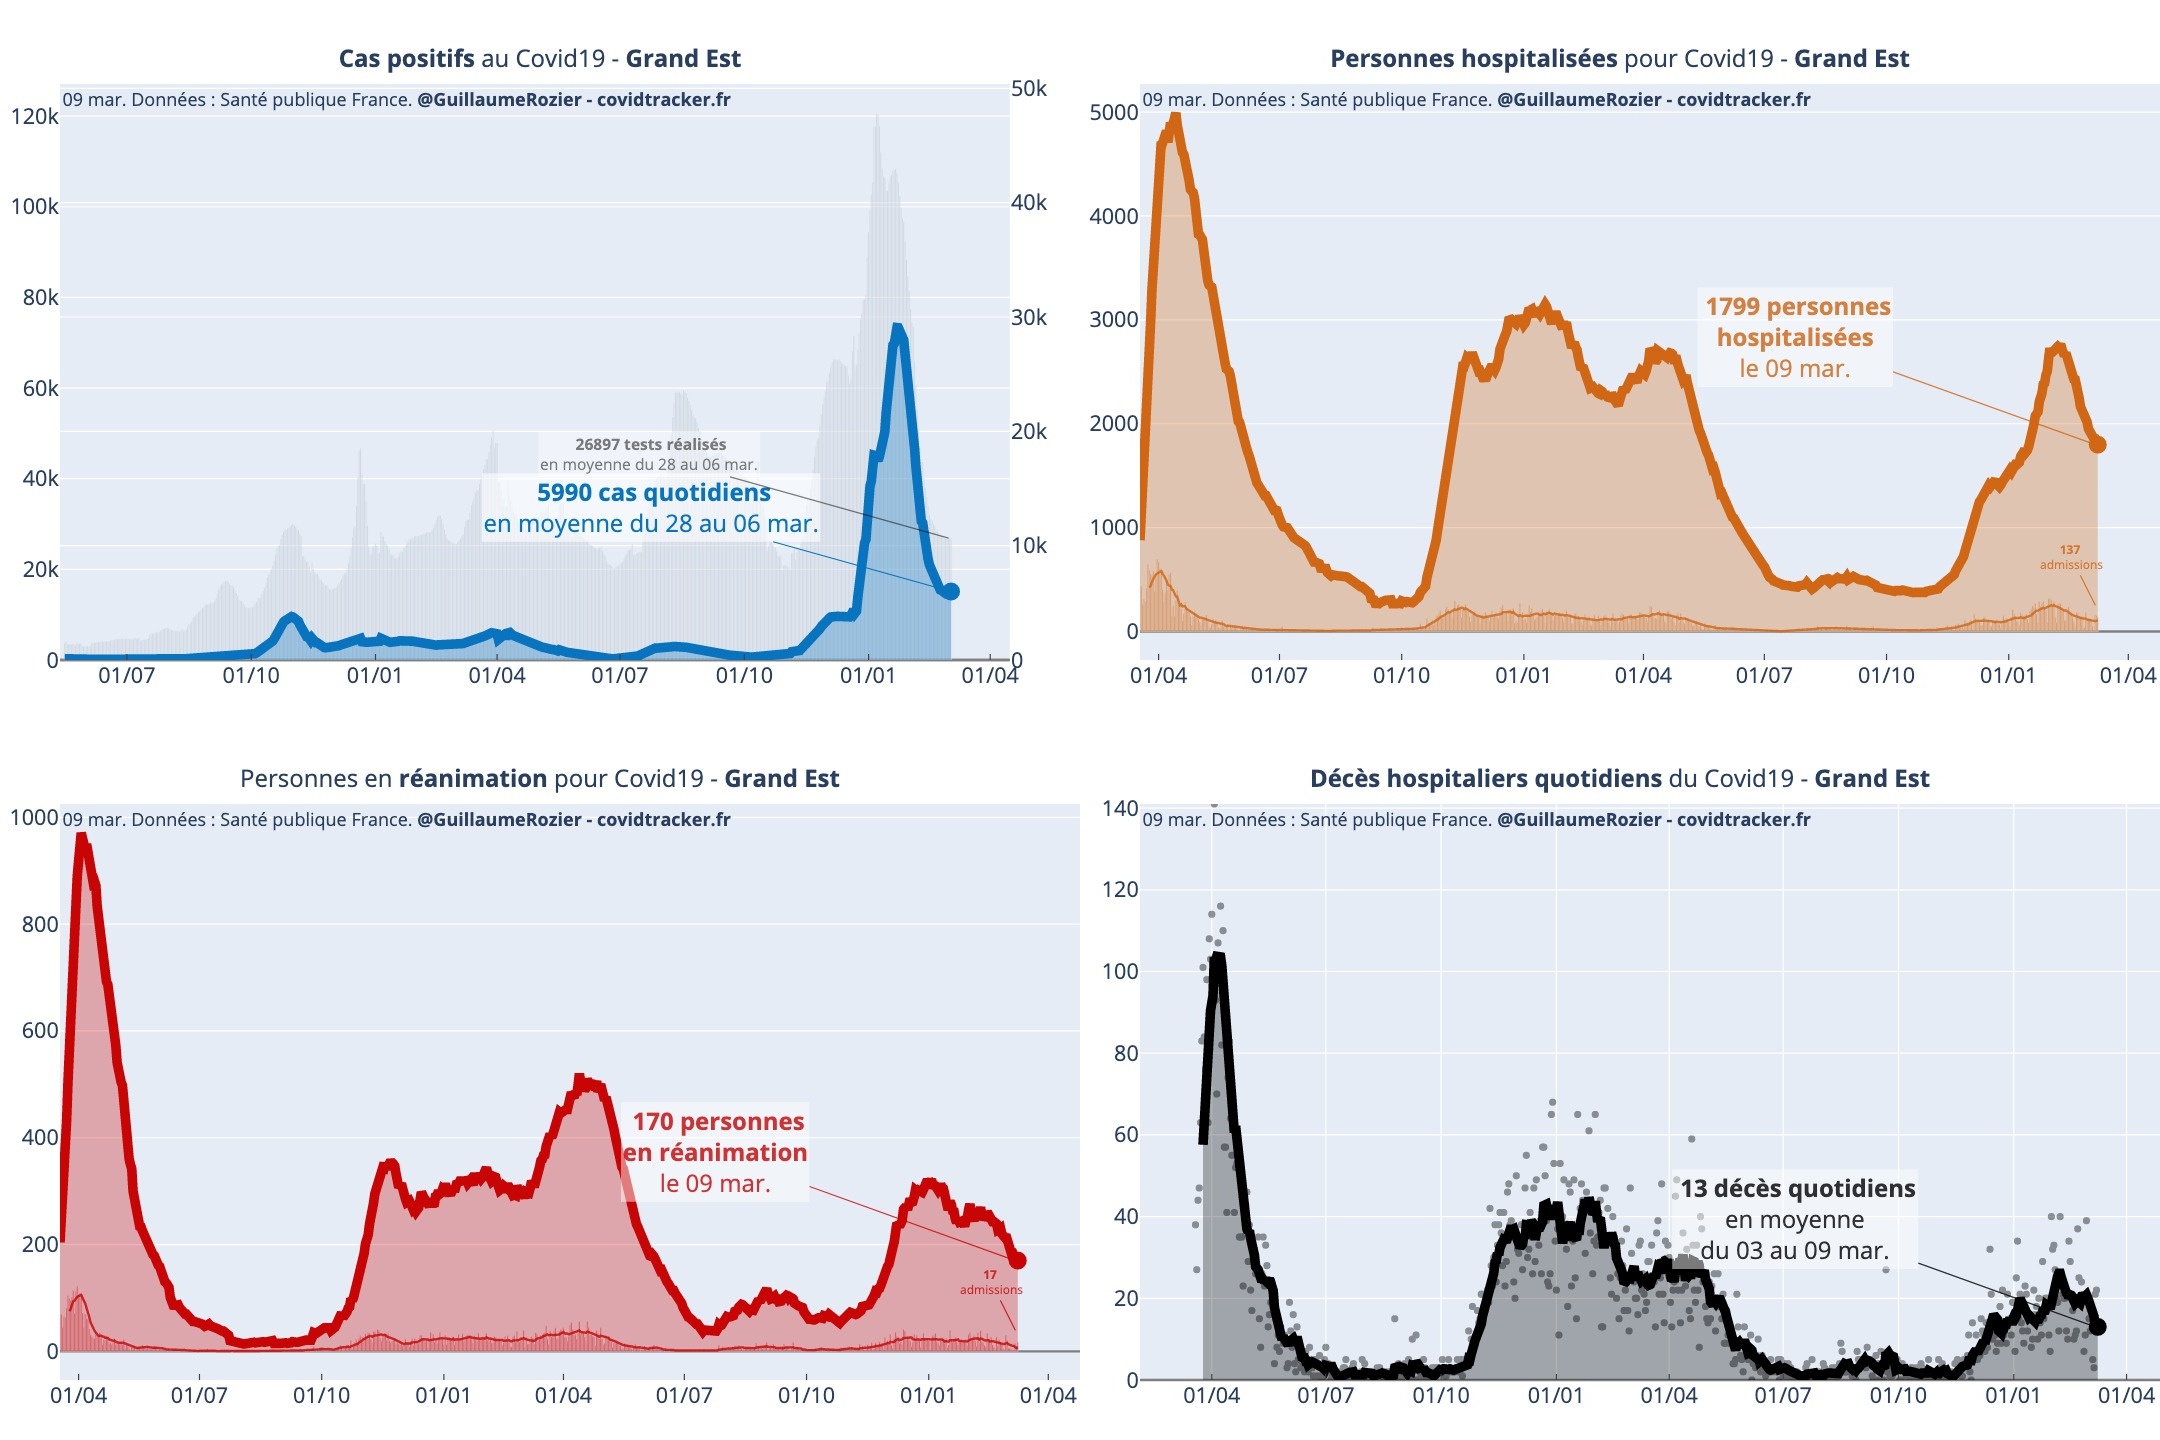 Cas positifs au Covid19 - Grand Est
09 mar. Données : Santé publique France. @GuillaumeRozier - covidtracker.fr
120k
100k
80k
60k
40k
20k
0
50k
40k
30k
20k
10k
0
26897 tests réalisés
en moyenne du 28 au 06 mar.
5990 cas quotidiens
en moyenne du 28 au 06 mar.
01/07 01/10 01/01 01/04 01/07 01/10 01/01 01/04
Personnes hospitalisées pour Covid19 - Grand Est
09 mar. Données : Santé publique France. @GuillaumeRozier - covidtracker.fr
5000
4000
3000
2000
1000
0
1799 personnes
hospitalisées
le 09 mar.
137
admissions
01/04 01/07 01/10 01/01 01/04 01/07 01/10 01/01 01/04
Personnes en réanimation pour Covid19 - Grand Est
09 mar. Données : Santé publique France. @GuillaumeRozier - covidtracker.fr
1000
800
600
400
200
0
170 personnes
en réanimation
le 09 mar.
17
admissions
01/04 01/07 01/10 01/01 01/04 01/07 01/10 01/01 01/04
Décès hospitaliers quotidiens du Covid19 - Grand Est
09 mar. Données : Santé publique France. @GuillaumeRozier - covidtracker.fr
140
120
100
80
60
40
20
0
13 décès quotidiens
en moyenne
du 03 au 09 mar.
01/04 01/07 01/10 01/01 01/04 01/07 01/10 01/01 01/04